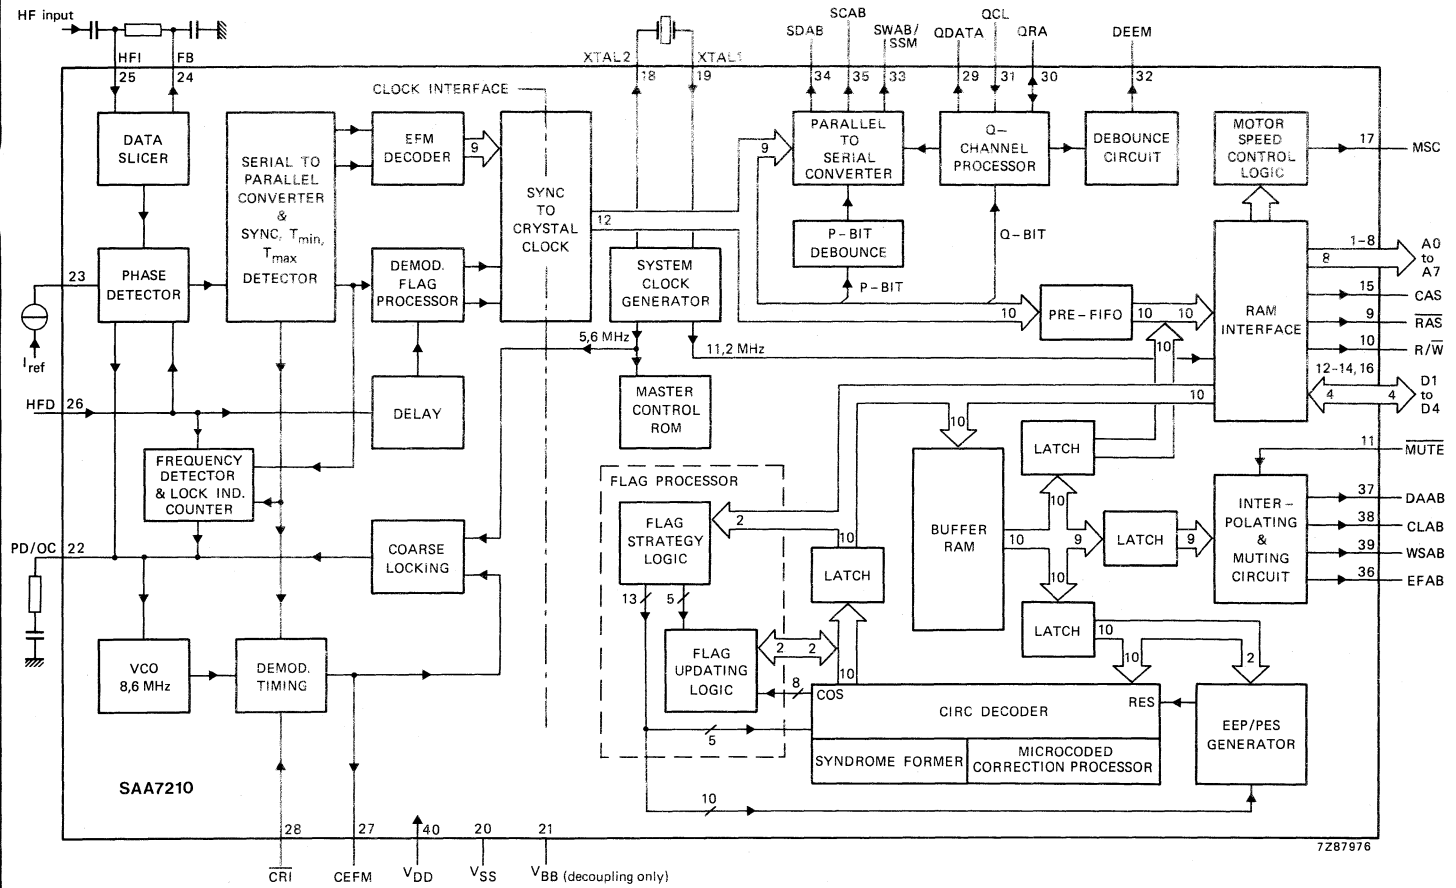 HF input
HFI
FB
25
24
XTAL2
XTAL1
18
19
SDAB
SCAB
SWAB/
SSM
QDATA
QCL
QRA
DEEM
34
35
33
29
31
30
32
CLOCK INTERFACE
DATA
SLICER
SERIAL TO
PARALLEL
CONVERTER
&
SYNC, Tmin,
Tmax
DETECTOR
EFM
DECODER
9
SYNC
TO
CRYSTAL
CLOCK
12
9
PARALLEL
TO
SERIAL
CONVERTER
Q-
CHANNEL
PROCESSOR
DEBOUNCE
CIRCUIT
MOTOR
SPEED
CONTROL
LOGIC
17
MSC
P-BIT
DEBOUNCE
Q-BIT
P-BIT
23
PHASE
DETECTOR
DEMOD.
FLAG
PROCESSOR
SYSTEM
CLOCK
GENERATOR
10
PRE-FIFO
10
10
10
RAM
INTERFACE
1-8
8
A0
to
A7
15
CAS
9
RAS
10
R/W
12-14, 16
4
4
D1
to
D4
Iref
5,6 MHz
11,2 MHz
HFD
26
DELAY
MASTER
CONTROL
ROM
10
10
11
MUTE
FREQUENCY
DETECTOR
& LOCK IND.
COUNTER
LATCH
FLAG PROCESSOR
FLAG
STRATEGY
LOGIC
2
10
BUFFER
RAM
10
10
9
LATCH
9
INTER-
POLATING
&
MUTING
CIRCUIT
37
DAAB
38
CLAB
39
WSAB
36
EFAB
PD/OC
22
COARSE
LOCKING
LATCH
10
13
5
LATCH
10
VCO
8,6 MHz
DEMOD.
TIMING
FLAG
UPDATING
LOGIC
2
2
10
10
2
8
COS
CIRC DECODER
RES
5
SYNDROME FORMER
MICROCODED
CORRECTION PROCESSOR
EEP/PES
GENERATOR
SAA7210
10
28
27
40
20
21
7Z87976
CRI
CEFM
VDD
VSS
VBB (decoupling only)